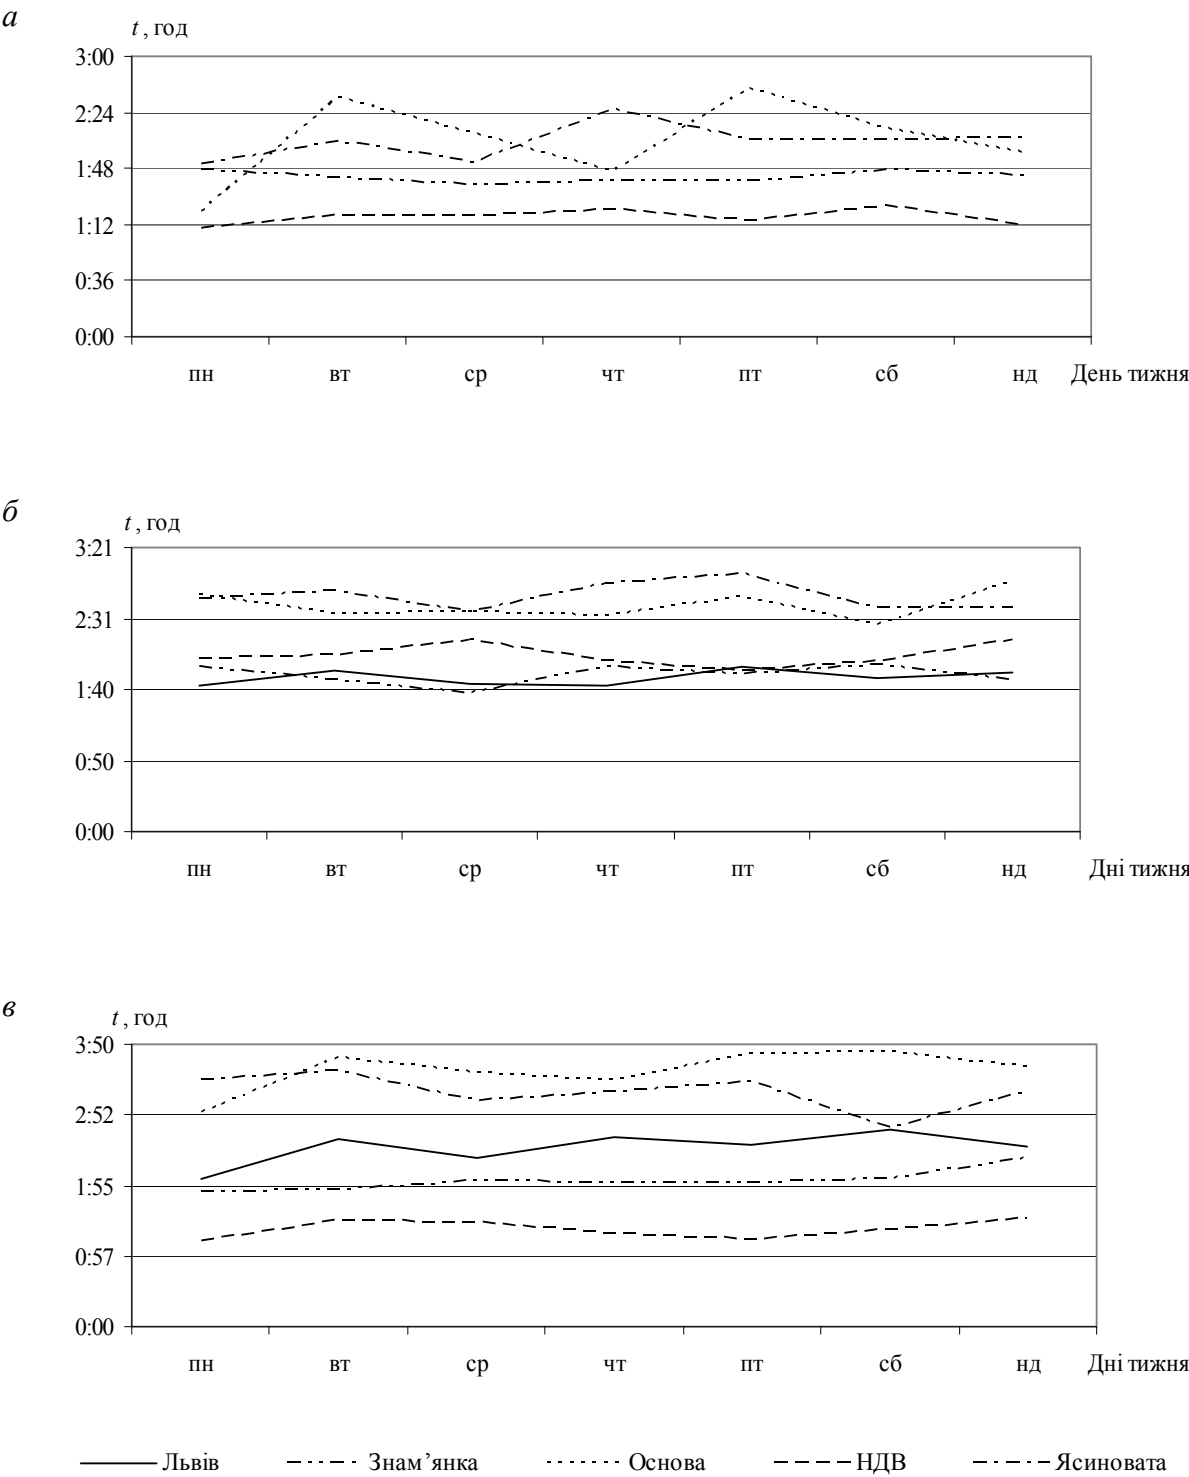 а
t , год
3:00
2:24
1:48
1:12
0:36
0:00
пн вт ср чт пт сб нд День тижня
б
t , год
3:21
2:31
1:40
0:50
0:00
пн вт ср чт пт сб нд Дні тижня
в
t , год
3:50
2:52
1:55
0:57
0:00
пн вт ср чт пт сб нд Дні тижня
Львів Знам’янка Основа НДВ Ясиновата